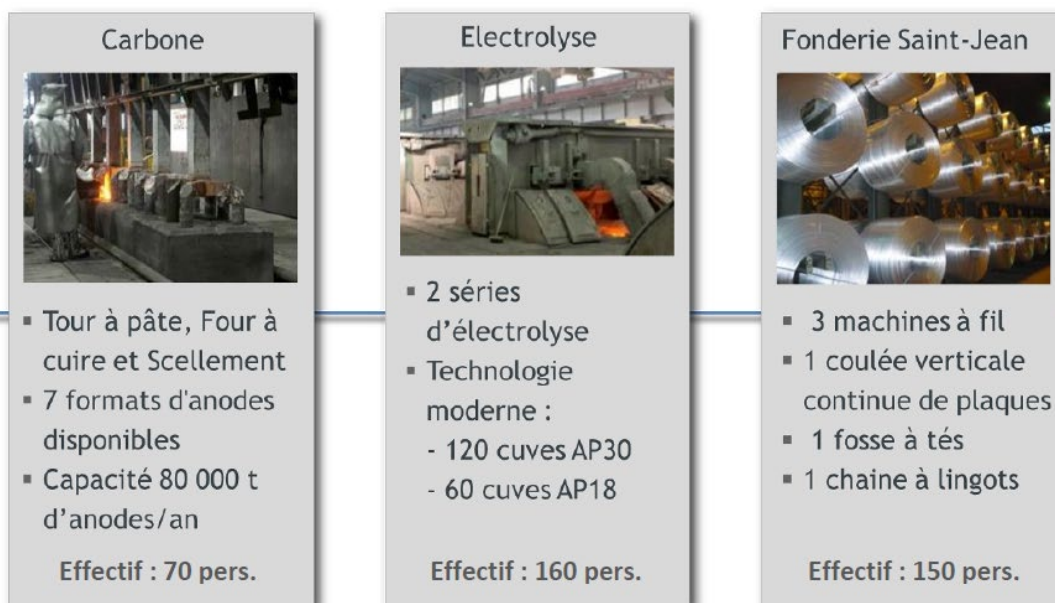 Carbone
▪ Tour à pâte, Four à
cuire et Scellement
▪ 7 formats d'anodes
disponibles
▪ Capacité 80 000 t
d’anodes/an
Effectif : 70 pers.
Electrolyse
▪ 2 séries
d’électrolyse
▪ Technologie
moderne :
- 120 cuves AP30
- 60 cuves AP18
Effectif : 160 pers.
Fonderie Saint-Jean
▪ 3 machines à fil
▪ 1 coulée verticale
continue de plaques
▪ 1 fosse à tés
▪ 1 chaine à lingots
Effectif : 150 pers.